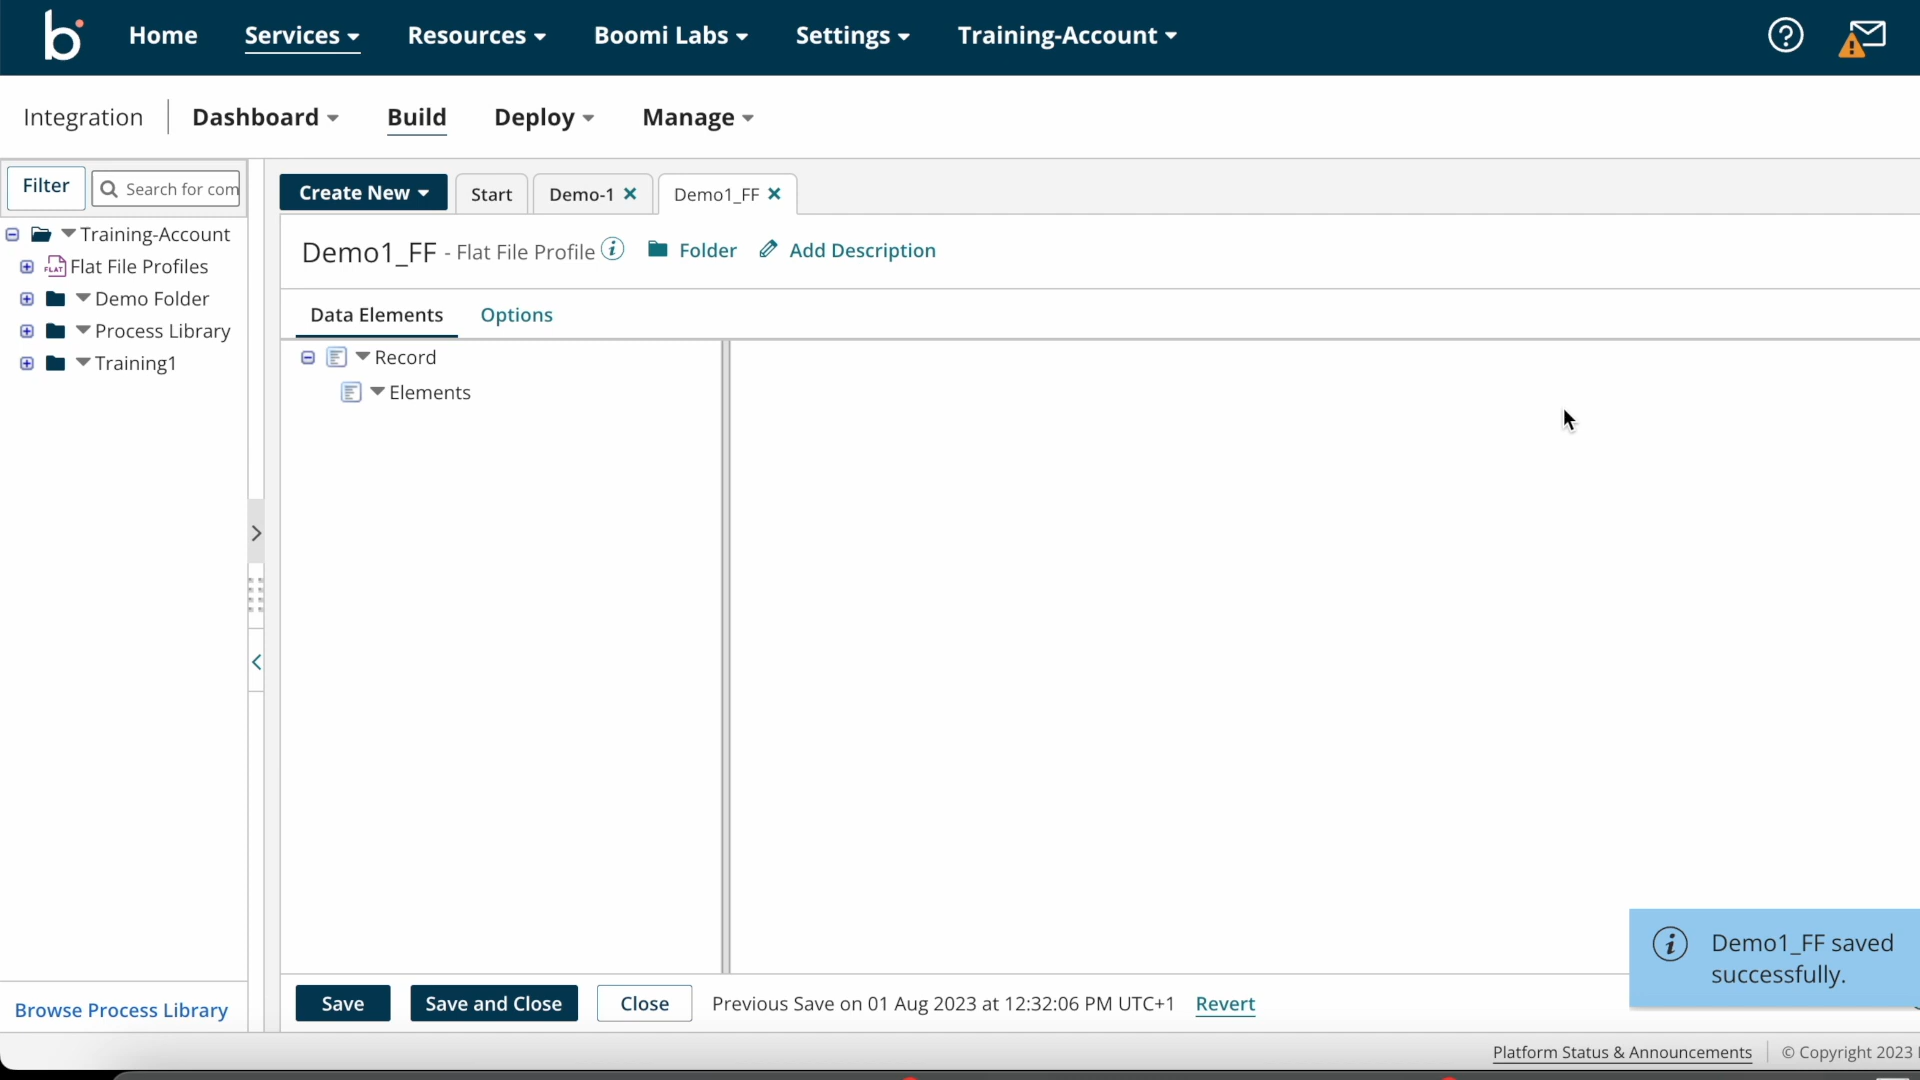 b Home Services Resources Boomi Labs Settings Training-Account
Integration Dashboard Build Deploy Manage
Filter Search for com
Create New Start Demo-1 Demo1_FF
Training-Account
FLAT Flat File Profiles
Demo Folder
Process Library
Training1
Demo1_FF - Flat File Profile Folder Add Description
Data Elements Options
Record
Elements
Demo1_FF saved
successfully.
Browse Process Library
Save Save and Close Close Previous Save on 01 Aug 2023 at 12:32:06 PM UTC+1 Revert
Platform Status & Announcements © Copyright 2023